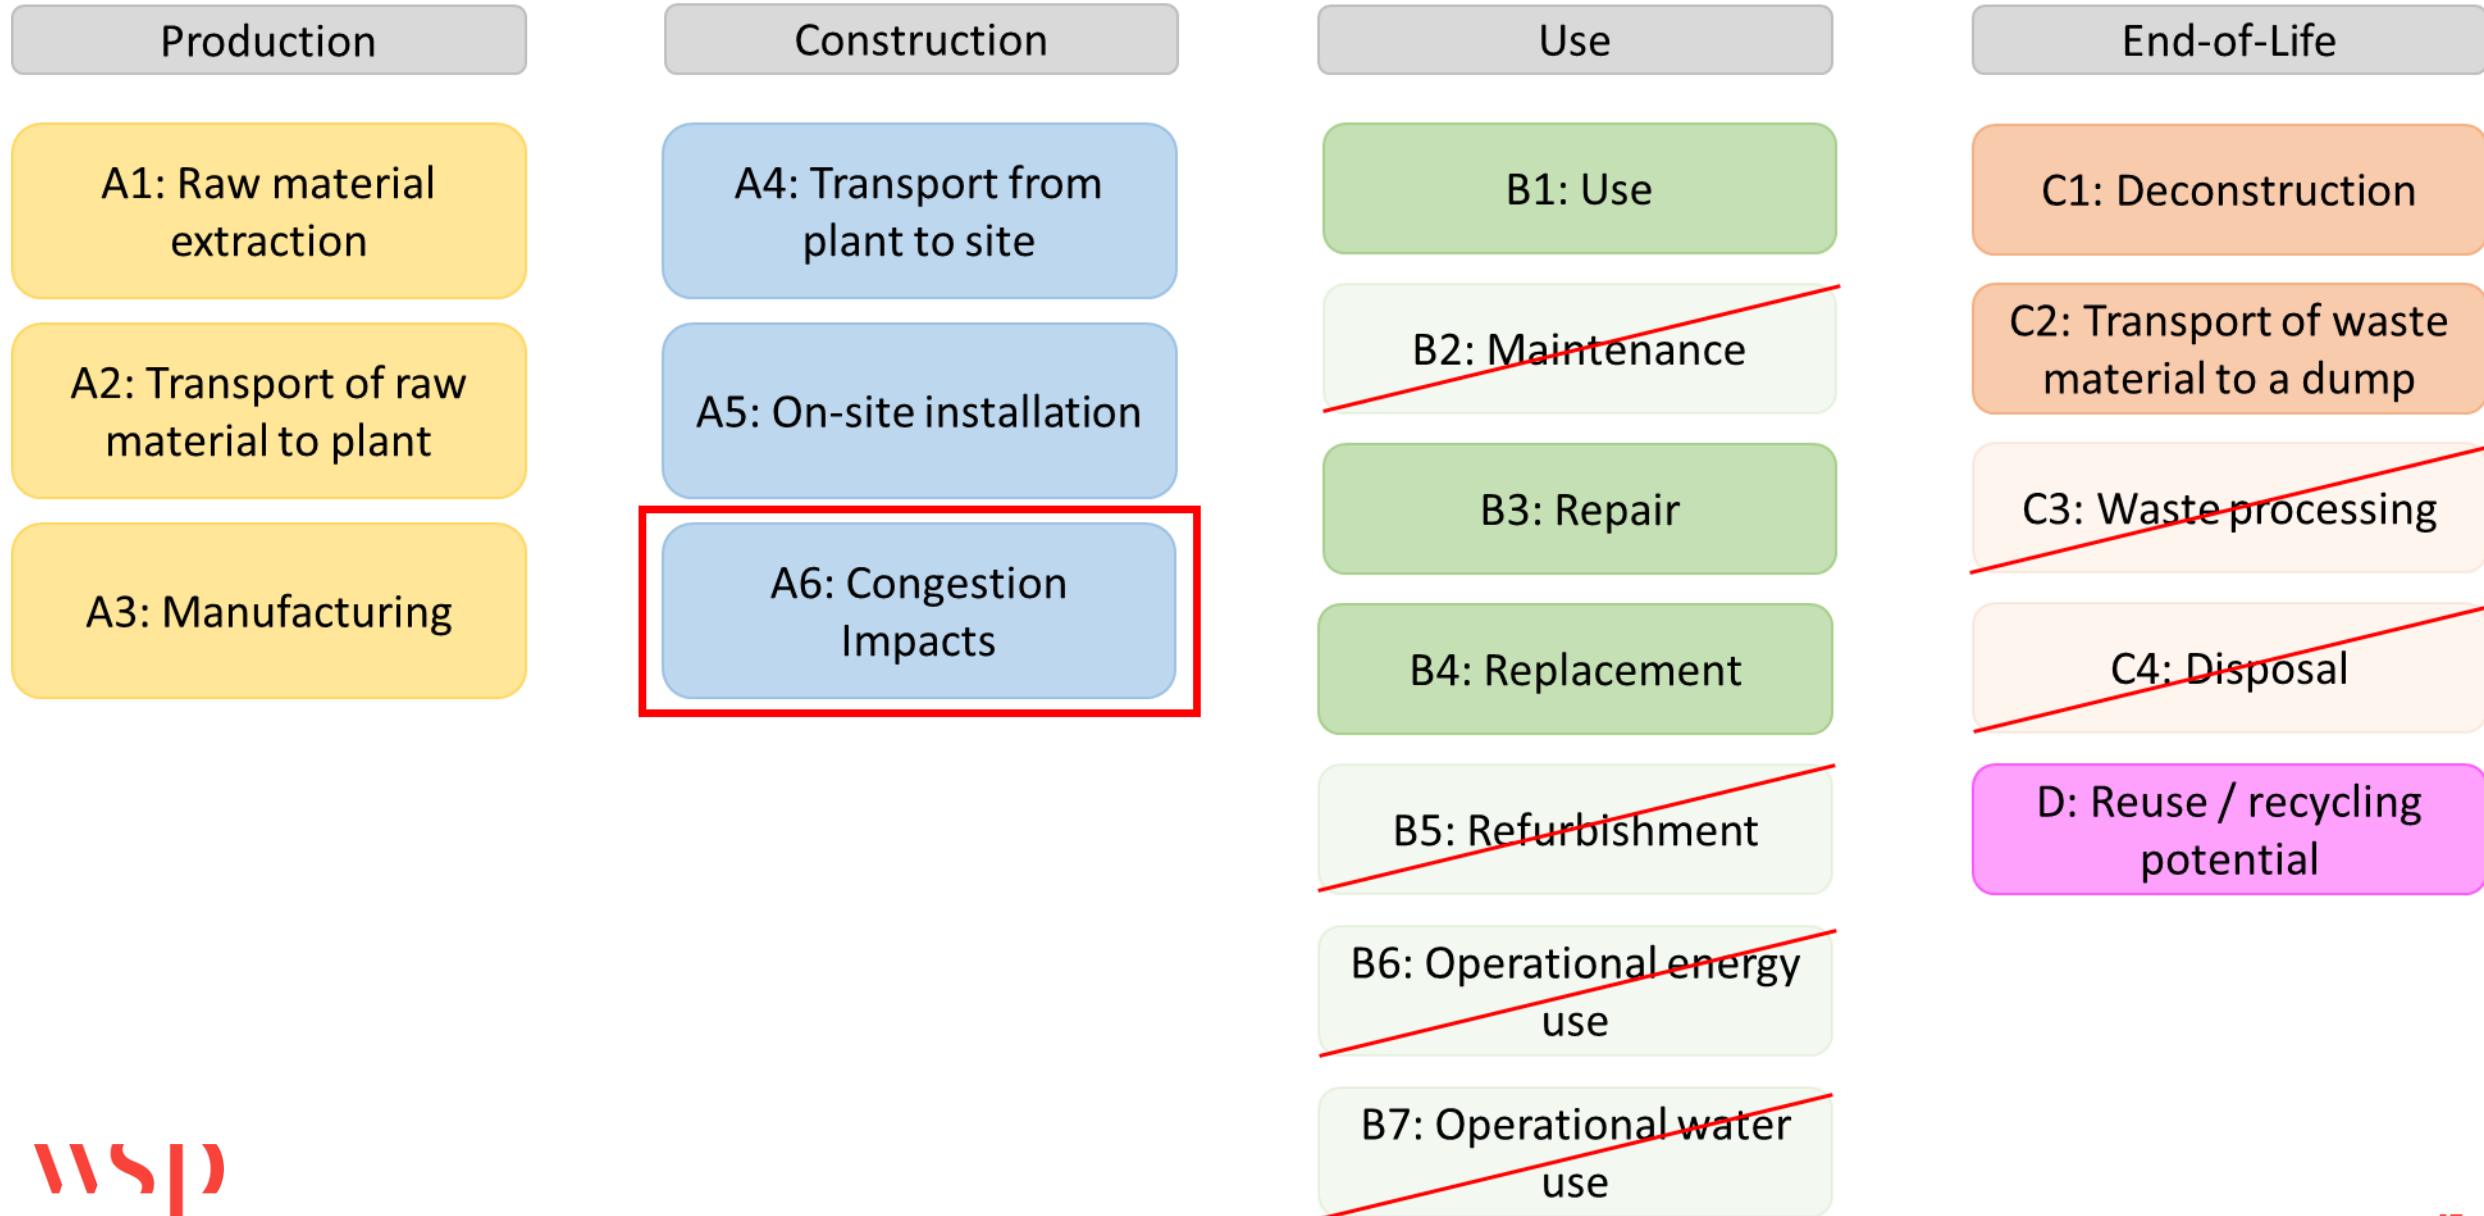 Production
A1: Raw material
extraction
A2: Transport of raw
material to plant
A3: Manufacturing
Construction
A4: Transport from
plant to site
A5: On-site installation
A6: Congestion
Impacts
Use
B1: Use
B2: Maintenance
B3: Repair
B4: Replacement
B5: Refurbishment
B6: Operational energy
use
B7: Operational water
use
End-of-Life
C1: Deconstruction
C2: Transport of waste
material to a dump
C3: Waste processing
C4: Disposal
D: Reuse / recycling
potential
wsp